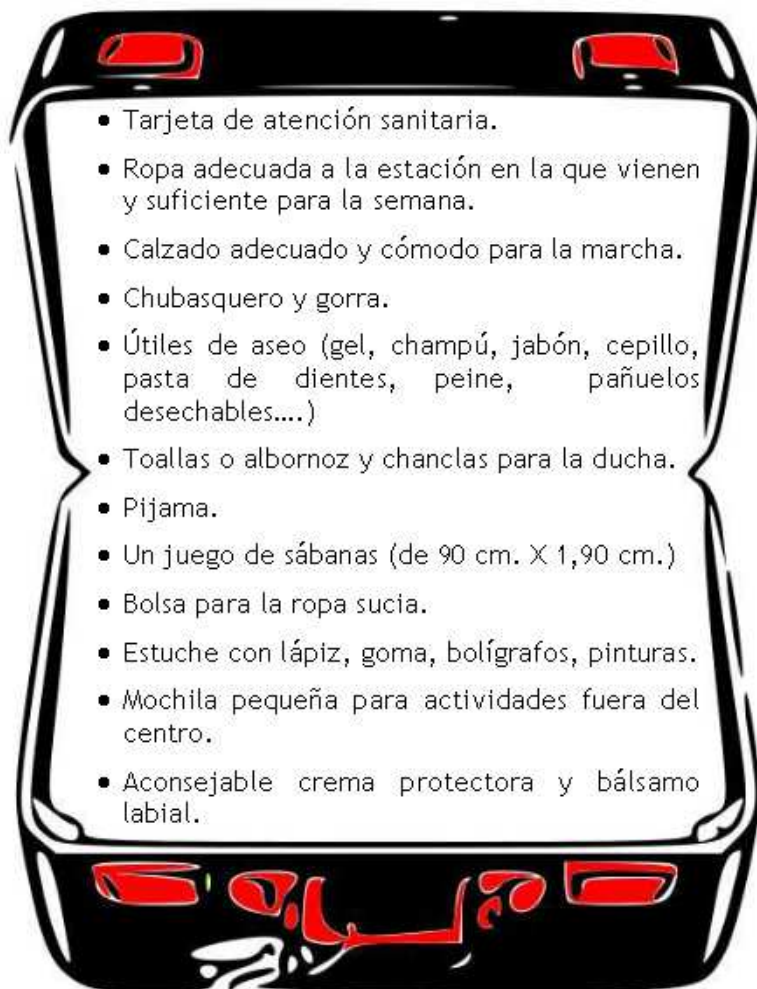 • Tarjeta de atención sanitaria.
• Ropa adecuada a la estación en la que vienen
y suficiente para la semana.
• Calzado adecuado y cómodo para la marcha.
• Chubasquero y gorra.
• Útiles de aseo (gel, champú, jabón, cepillo,
pasta de dientes, peine, pañuelos
desechables....)
• Toallas o albornoz y chanclas para la ducha.
• Pijama.
• Un juego de sábanas (de 90 cm. X 1,90 cm.)
• Bolsa para la ropa sucia.
• Estuche con lápiz, goma, bolígrafos, pinturas.
• Mochila pequeña para actividades fuera del
centro.
• Aconsejable crema protectora y bálsamo
labial.